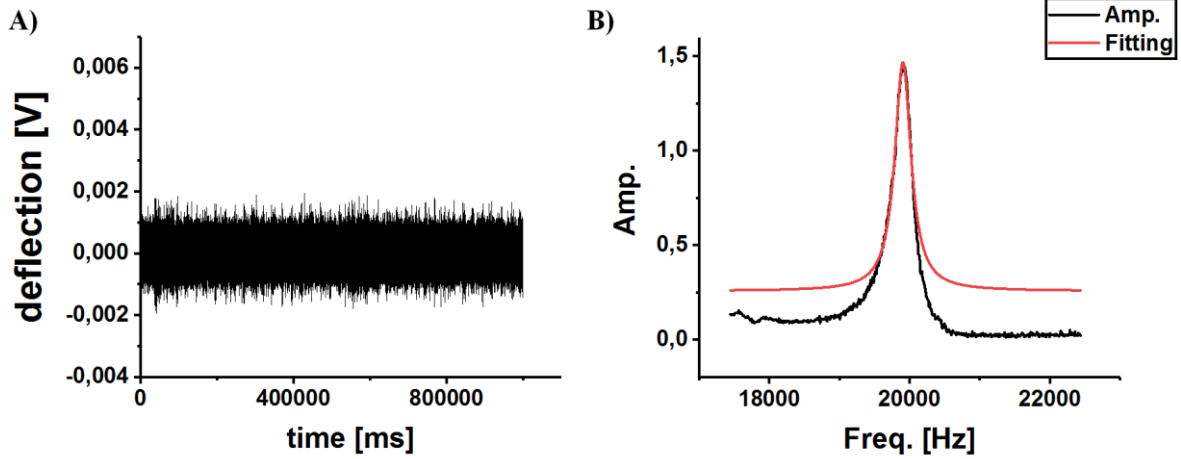 A)
deflection [V]
0,006
0,004
0,002
0,000
-0,002
-0,004
0
400000
800000
time [ms]
B)
Amp.
Fitting
Amp.
1,5
1,0
0,5
0,0
18000
20000
22000
Freq. [Hz]